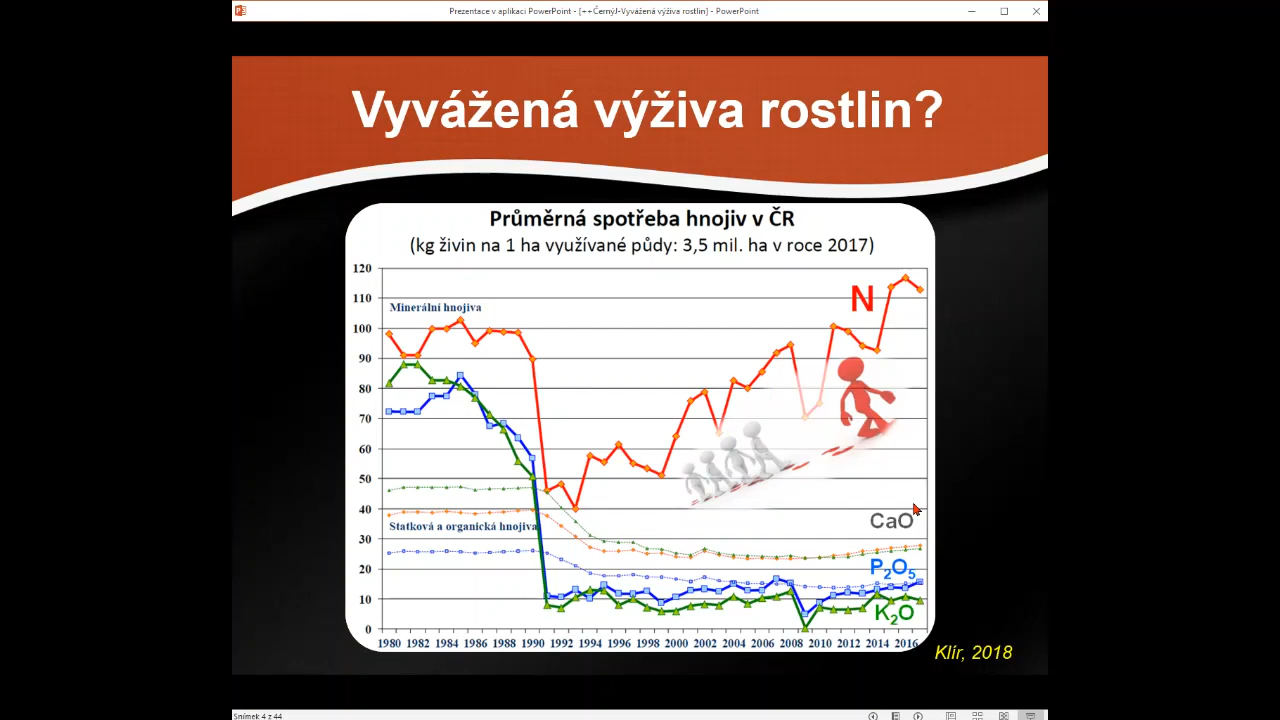 Prezentace v aplikaci PowerPoint - [++ČernýJ-Vyvážená výživa rostlin] - PowerPoint
Vyvážená výživa rostlin?
Průměrná spotřeba hnojiv v ČR
(kg živin na 1 ha využívané půdy: 3,5 mil. ha v roce 2017)
120
110
100
90
80
70
60
50
40
30
20
10
0
Minerální hnojiva
N
Statková a organická hnojiva
CaO
P₂O₅
K₂O
1980 1982 1984 1986 1988 1990 1992 1994 1996 1998 2000 2002 2004 2006 2008 2010 2012 2014 2016
Klír, 2018
Snímek 4 z 44